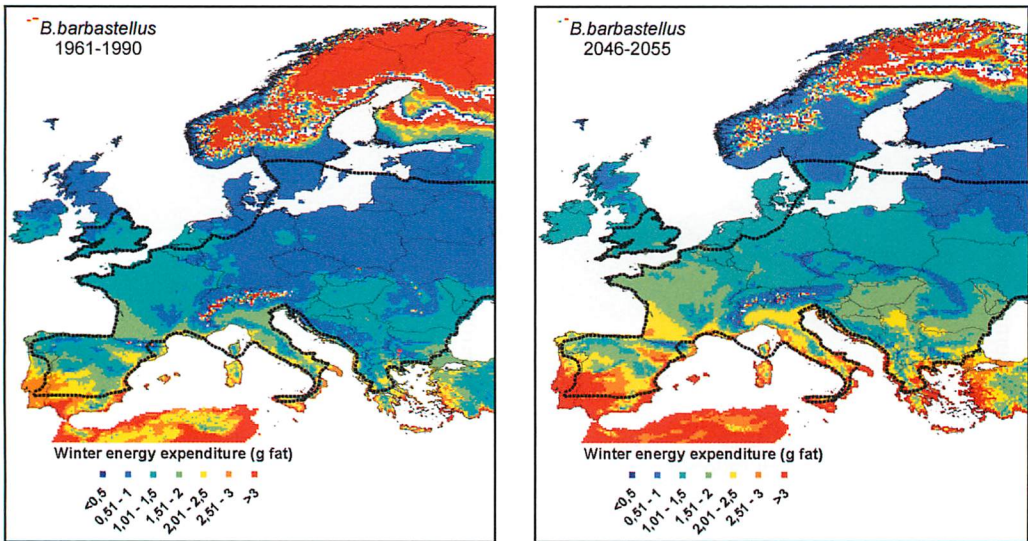 B.barbastellus
1961-1990
Winter energy expenditure (g fat)
<0,5
0,51 - 1
1,01 - 1,5
1,51 - 2
2,01 - 2,5
2,51 - 3
>3
B.barbastellus
2046-2055
Winter energy expenditure (g fat)
<0,5
0,51 - 1
1,01 - 1,5
1,51 - 2
2,01 - 2,5
2,51 - 3
>3